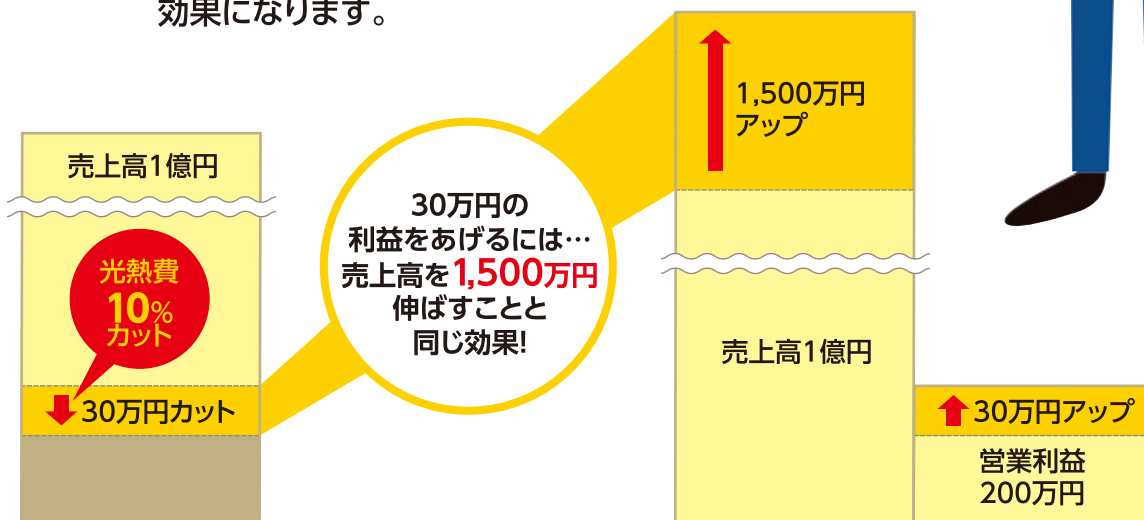 効果になります。
売上高1億円
光熱費
10%
カット
30万円カット
30万円の
利益をあげるには…
売上高を1,500万円
伸ばすことと
同じ効果!
1,500万円
アップ
売上高1億円
30万円アップ
営業利益
200万円